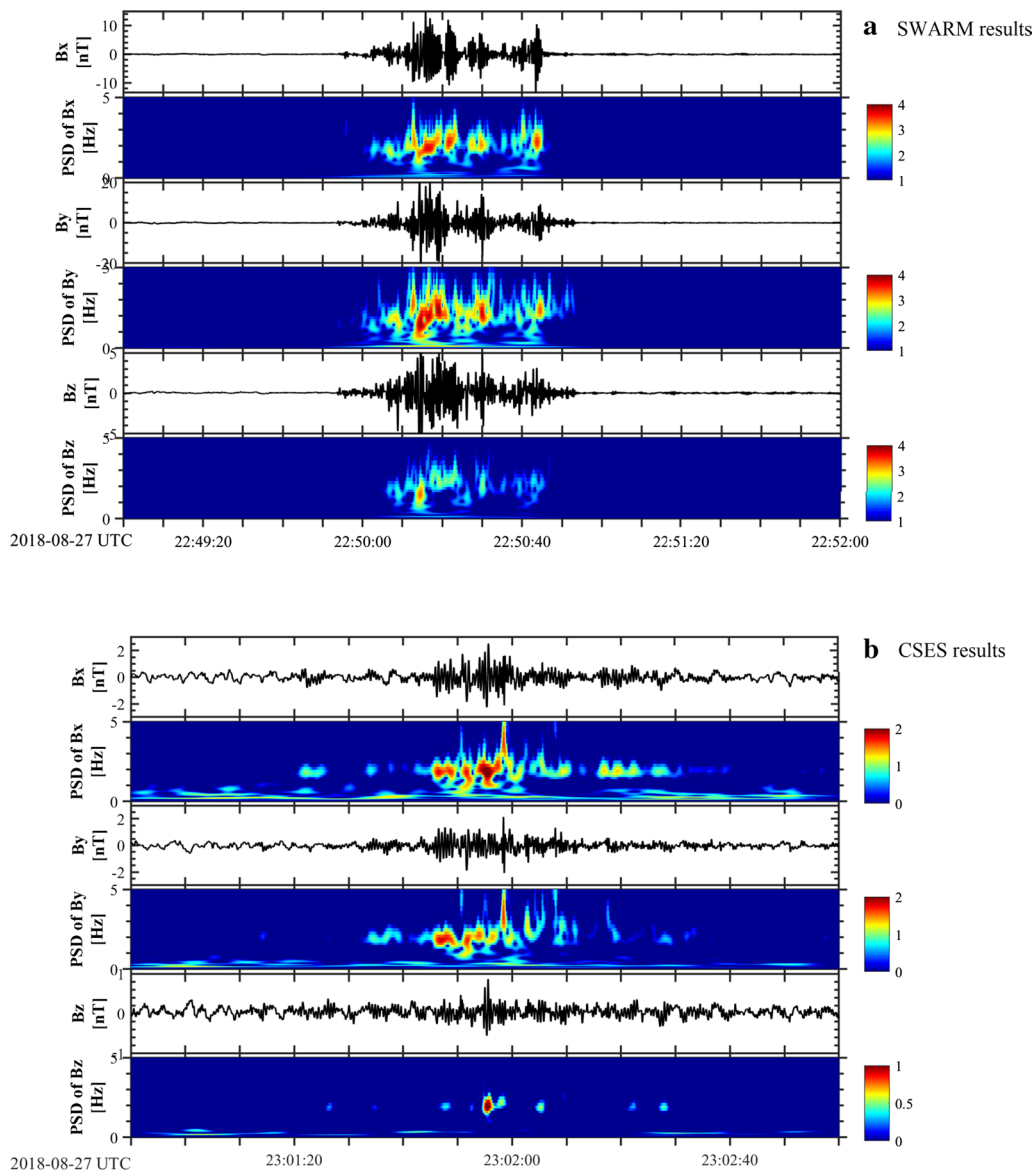 a SWARM results
Bx
[nT]
10
0
-10
PSD of Bx
[Hz]
5
0
4
3
2
1
By
[nT]
20
0
-20
PSD of By
[Hz]
5
0
4
3
2
1
Bz
[nT]
5
0
-5
PSD of Bz
[Hz]
5
0
4
3
2
1
2018-08-27 UTC 22:49:20 22:50:00 22:50:40 22:51:20 22:52:00
b CSES results
Bx
[nT]
2
0
-2
PSD of Bx
[Hz]
5
0
2
1
0
By
[nT]
2
0
-2
PSD of By
[Hz]
5
0
2
1
0
Bz
[nT]
1
0
-1
PSD of Bz
[Hz]
5
0
1
0.5
0
2018-08-27 UTC 23:01:20 23:02:00 23:02:40